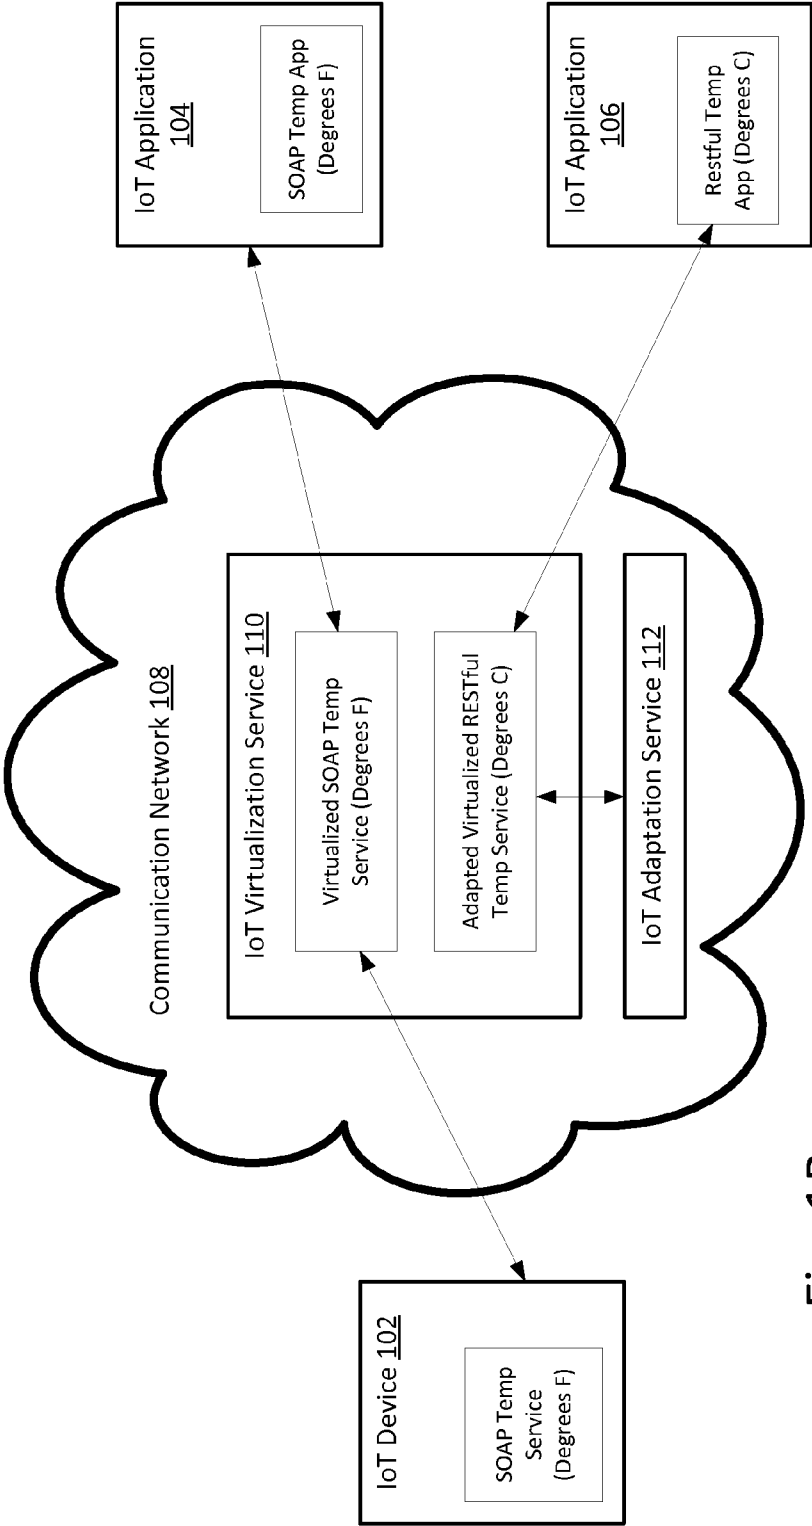 IoT Device 102
SOAP Temp
Service
(Degrees F)
Communication Network 108
IoT Virtualization Service 110
Virtualized SOAP Temp
Service (Degrees F)
Adapted Virtualized RESTful
Temp Service (Degrees C)
IoT Adaptation Service 112
IoT Application
104
SOAP Temp App
(Degrees F)
IoT Application
106
Restful Temp
App (Degrees C)